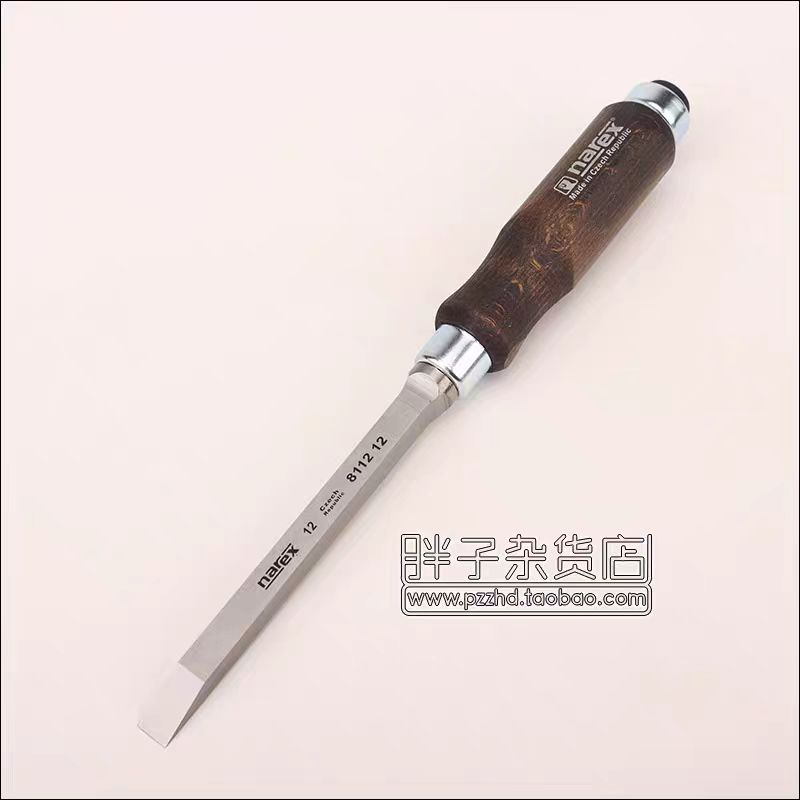 narex®
Made in Czech Republic
8112 12
Czech
Republic
12
narex
胖子杂货店
www.pzzhd.taobao.com